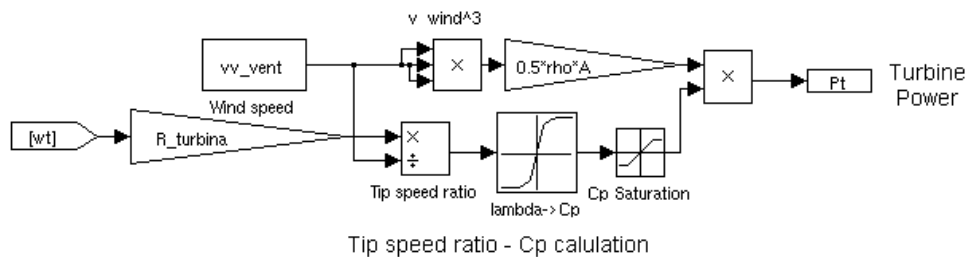 v wind^3
vv_vent
×
0.5*rho*A
×
Pt
Turbine
Power
Wind speed
[wt]
R_turbina
×
÷
Tip speed ratio
lambda->Cp
Cp Saturation
Tip speed ratio - Cp calulation